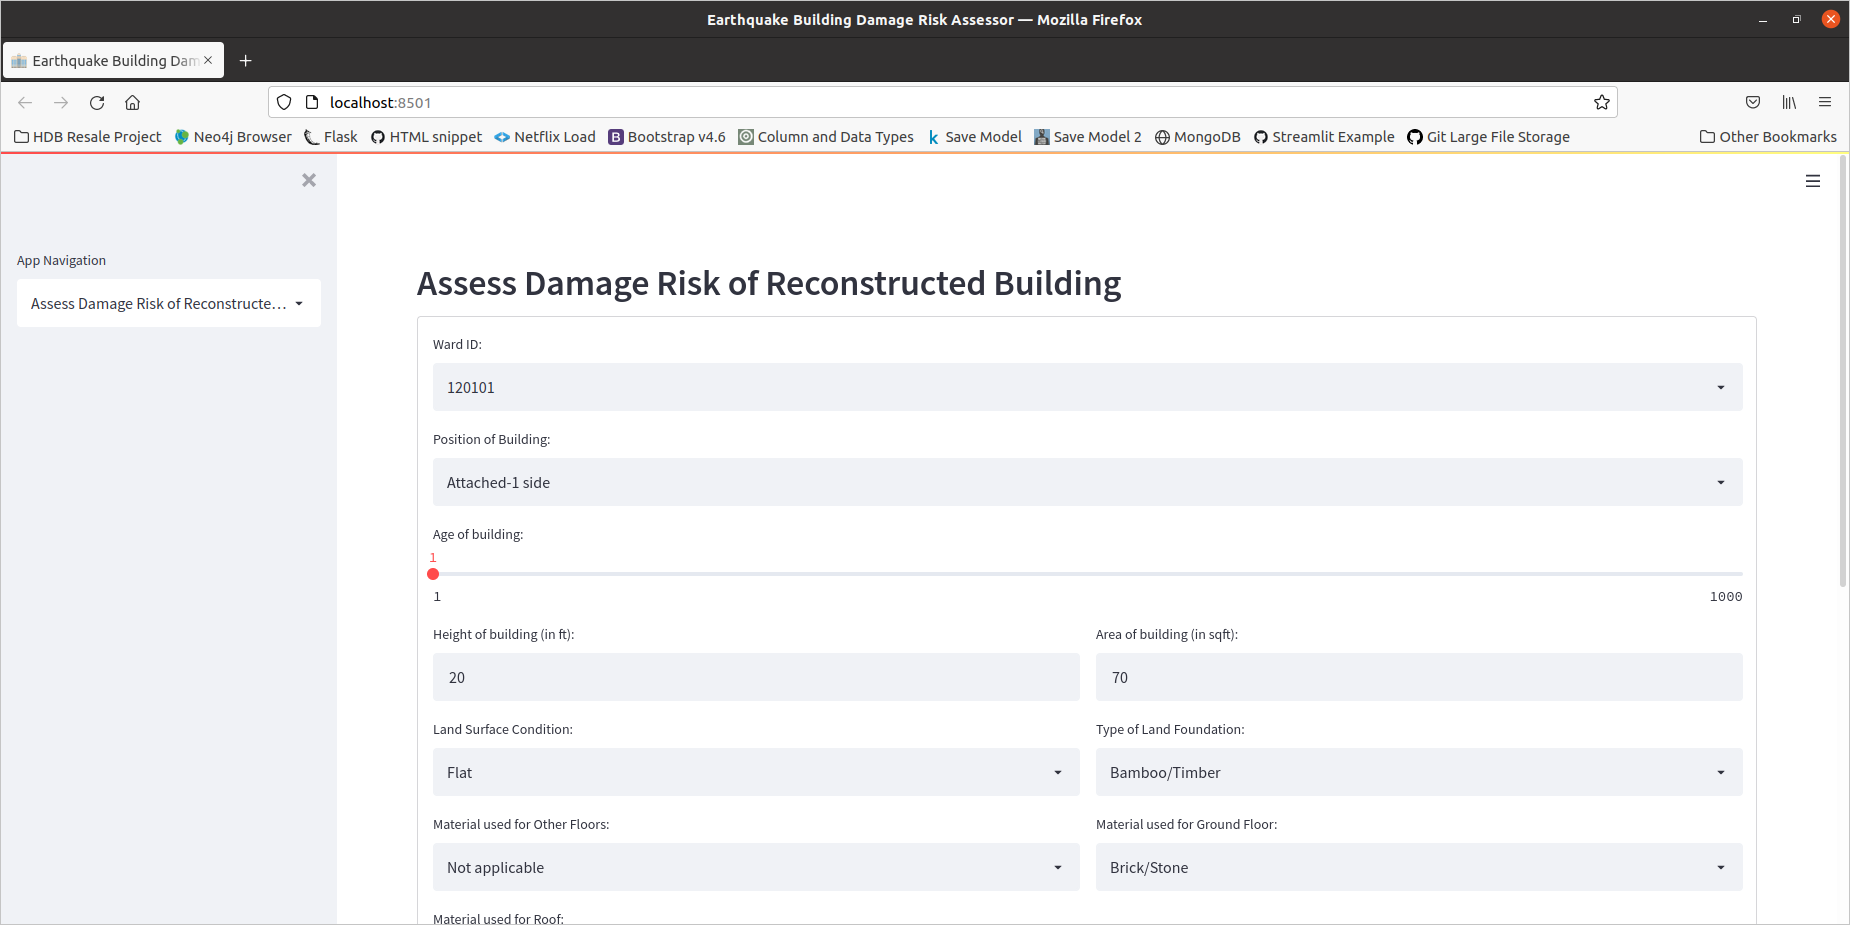 Earthquake Building Damage Risk Assessor — Mozilla Firefox
Earthquake Building Dam
localhost:8501
HDB Resale Project Neo4j Browser Flask HTML snippet Netflix Load Bootstrap v4.6 Column and Data Types Save Model Save Model 2 MongoDB Streamlit Example Git Large File Storage Other Bookmarks
App Navigation
Assess Damage Risk of Reconstructe...
Assess Damage Risk of Reconstructed Building
Ward ID:
120101
Position of Building:
Attached-1 side
Age of building:
1
1 1000
Height of building (in ft): Area of building (in sqft):
20 70
Land Surface Condition: Type of Land Foundation:
Flat Bamboo/Timber
Material used for Other Floors: Material used for Ground Floor:
Not applicable Brick/Stone
Material used for Roof: